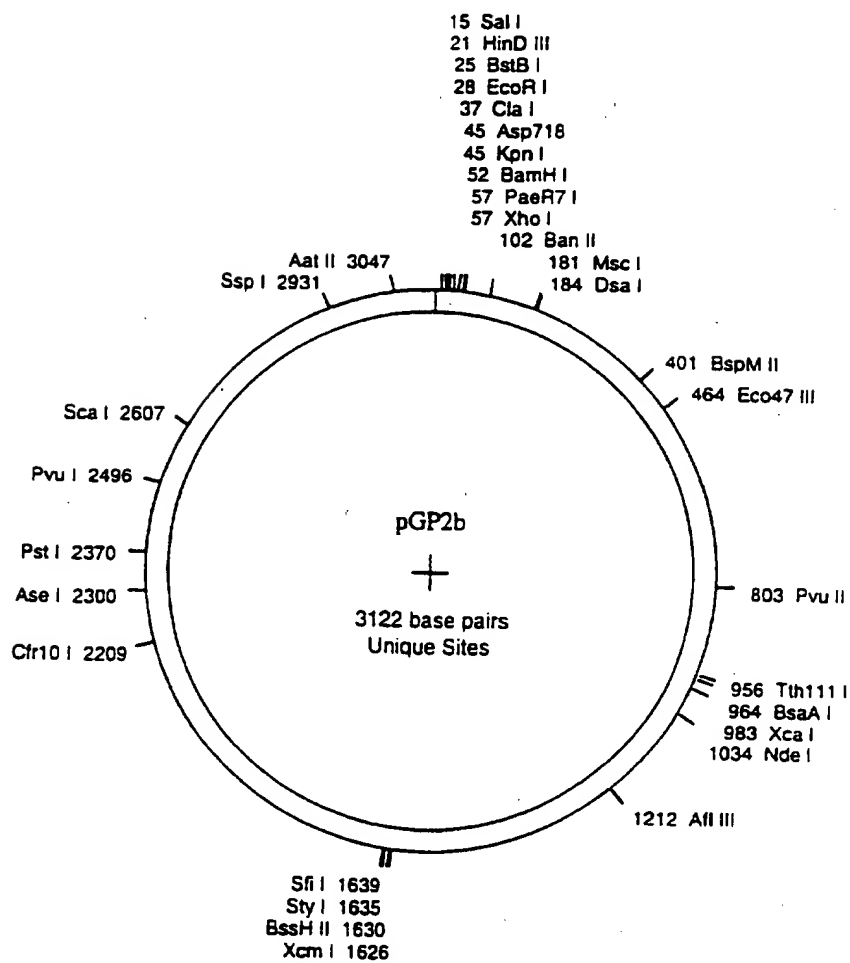 15 Sal I
21 HinD III
25 BstB I
28 EcoR I
37 Cla I
45 Asp718
45 Kpn I
52 BamH I
57 PaeR7 I
57 Xho I
102 Ban II
181 Msc I
184 Dsa I
401 BspM II
464 Eco47 III
803 Pvu II
956 Tth111 I
964 BsaA I
983 Xca I
1034 Nde I
1212 Afl III
Sfi I 1639
Sty I 1635
BssH II 1630
Xcm I 1626
Cfr10 I 2209
Ase I 2300
Pst I 2370
Pvu I 2496
Sca I 2607
Ssp I 2931
Aat II 3047
pGP2b
3122 base pairs
Unique Sites